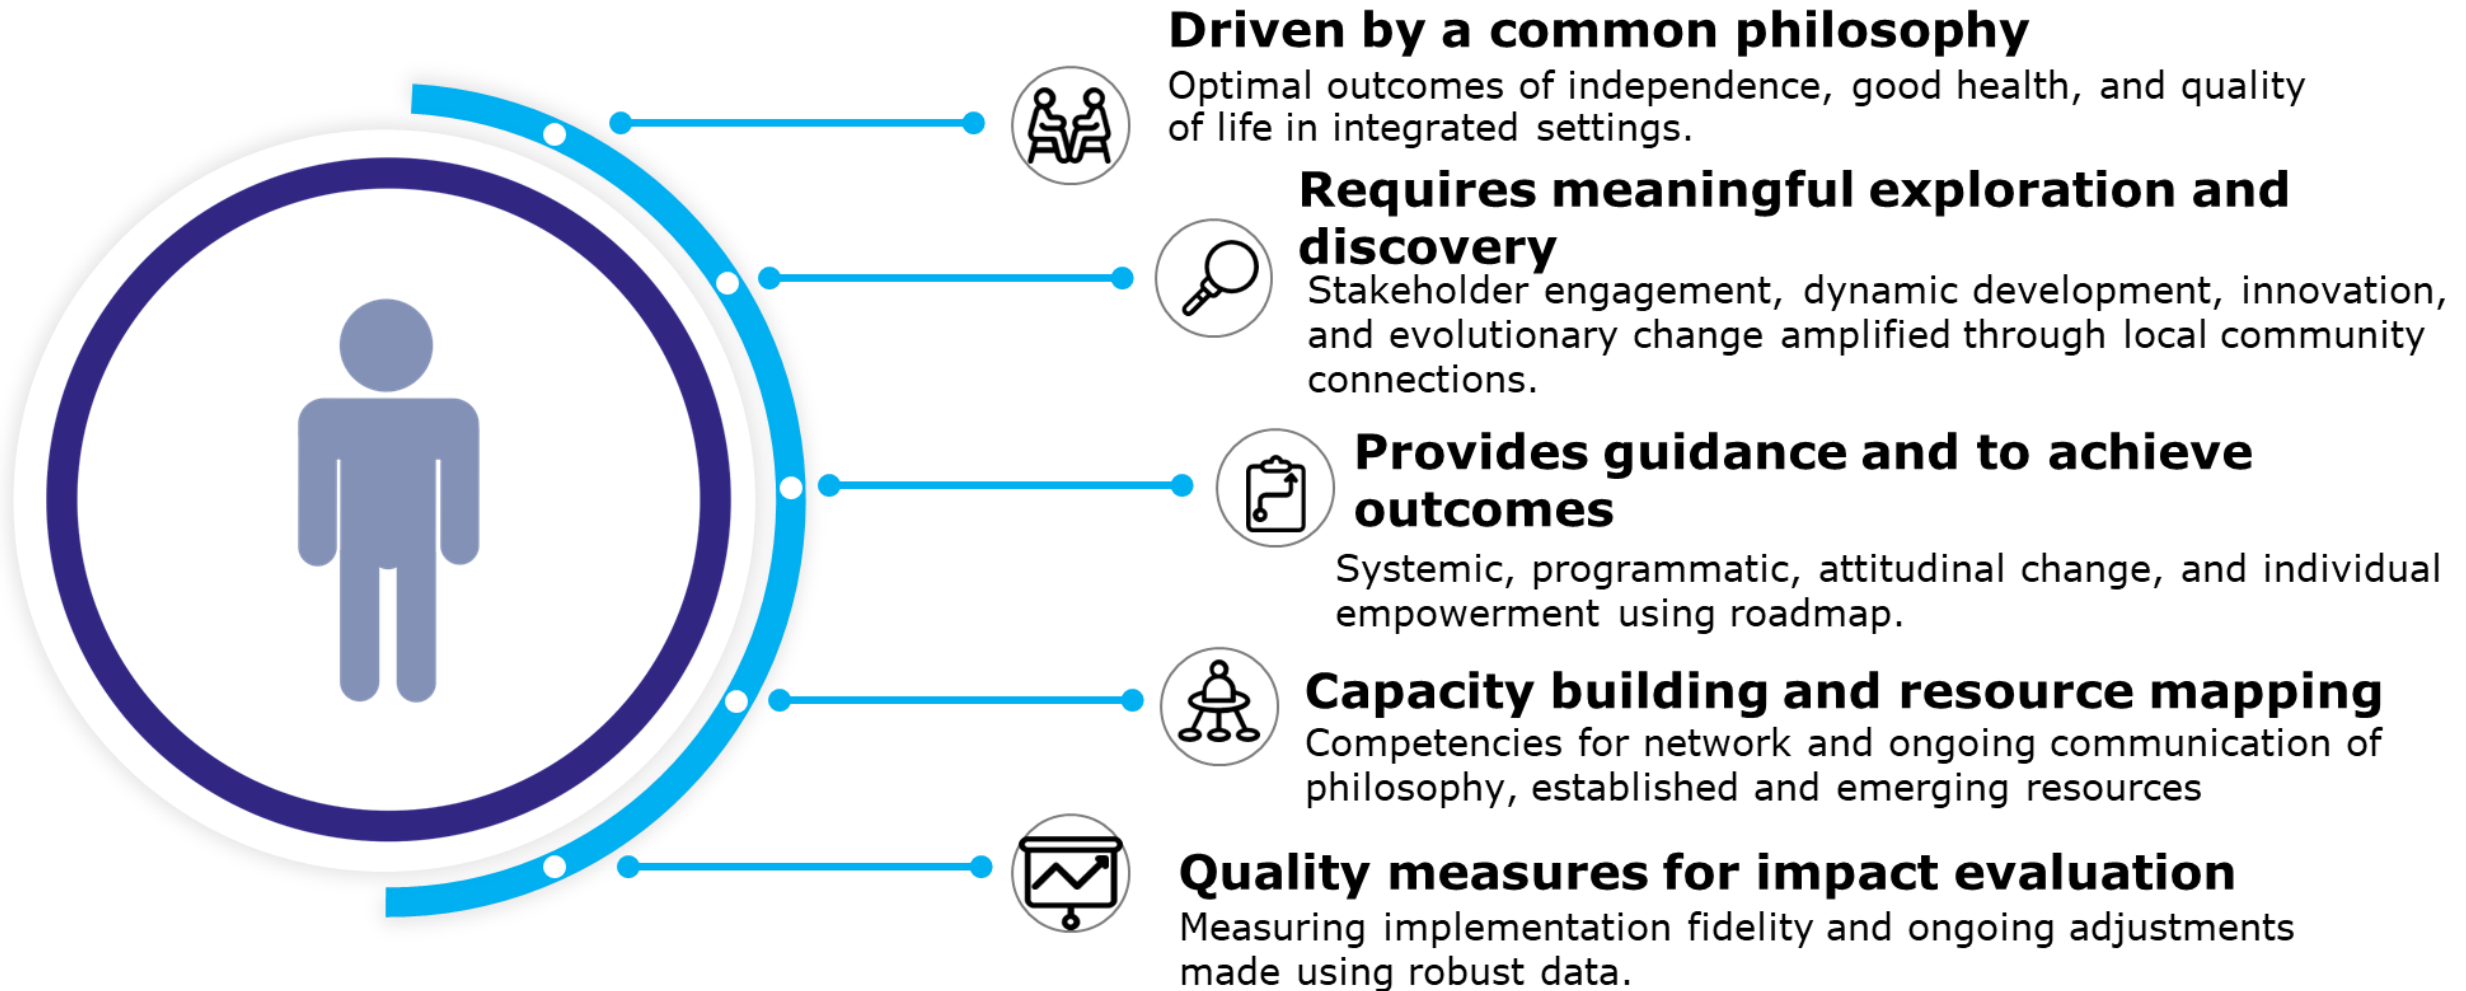 Driven by a common philosophy
Optimal outcomes of independence, good health, and quality
of life in integrated settings.
Requires meaningful exploration and
discovery
Stakeholder engagement, dynamic development, innovation,
and evolutionary change amplified through local community
connections.
Provides guidance and to achieve
outcomes
Systemic, programmatic, attitudinal change, and individual
empowerment using roadmap.
Capacity building and resource mapping
Competencies for network and ongoing communication of
philosophy, established and emerging resources
Quality measures for impact evaluation
Measuring implementation fidelity and ongoing adjustments
made using robust data.